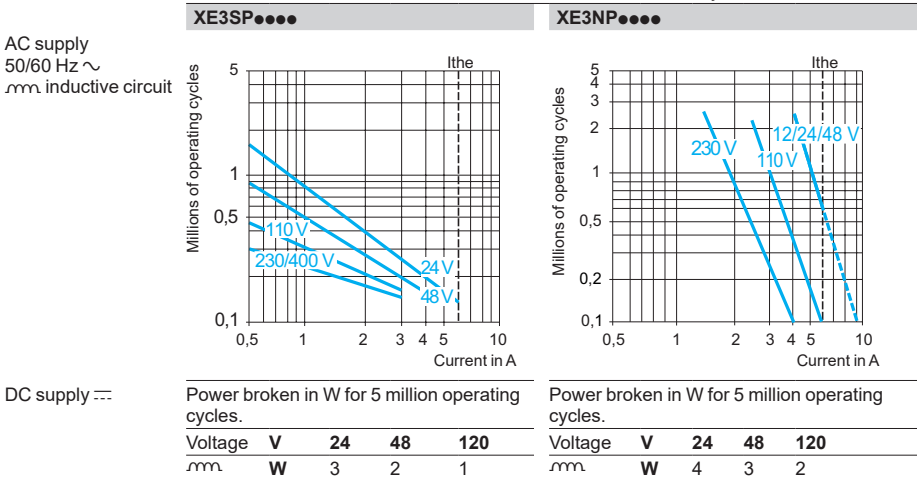 XE3SP●●●●
XE3NP●●●●
AC supply
50/60 Hz ~
inductive circuit
Millions of operating cycles
5
1
0,5
0,1
Ithe
110 V
230/400 V
24 V
48 V
0,5 1 2 3 4 5 10
Current in A
Millions of operating cycles
5
4
3
2
1
0,5
0,2
0,1
Ithe
12/24/48 V
230 V
110 V
0,5 1 2 3 4 5 10
Current in A
DC supply
Power broken in W for 5 million operating
cycles.
Voltage V 24 48 120
W 3 2 1
Power broken in W for 5 million operating
cycles.
Voltage V 24 48 120
W 4 3 2